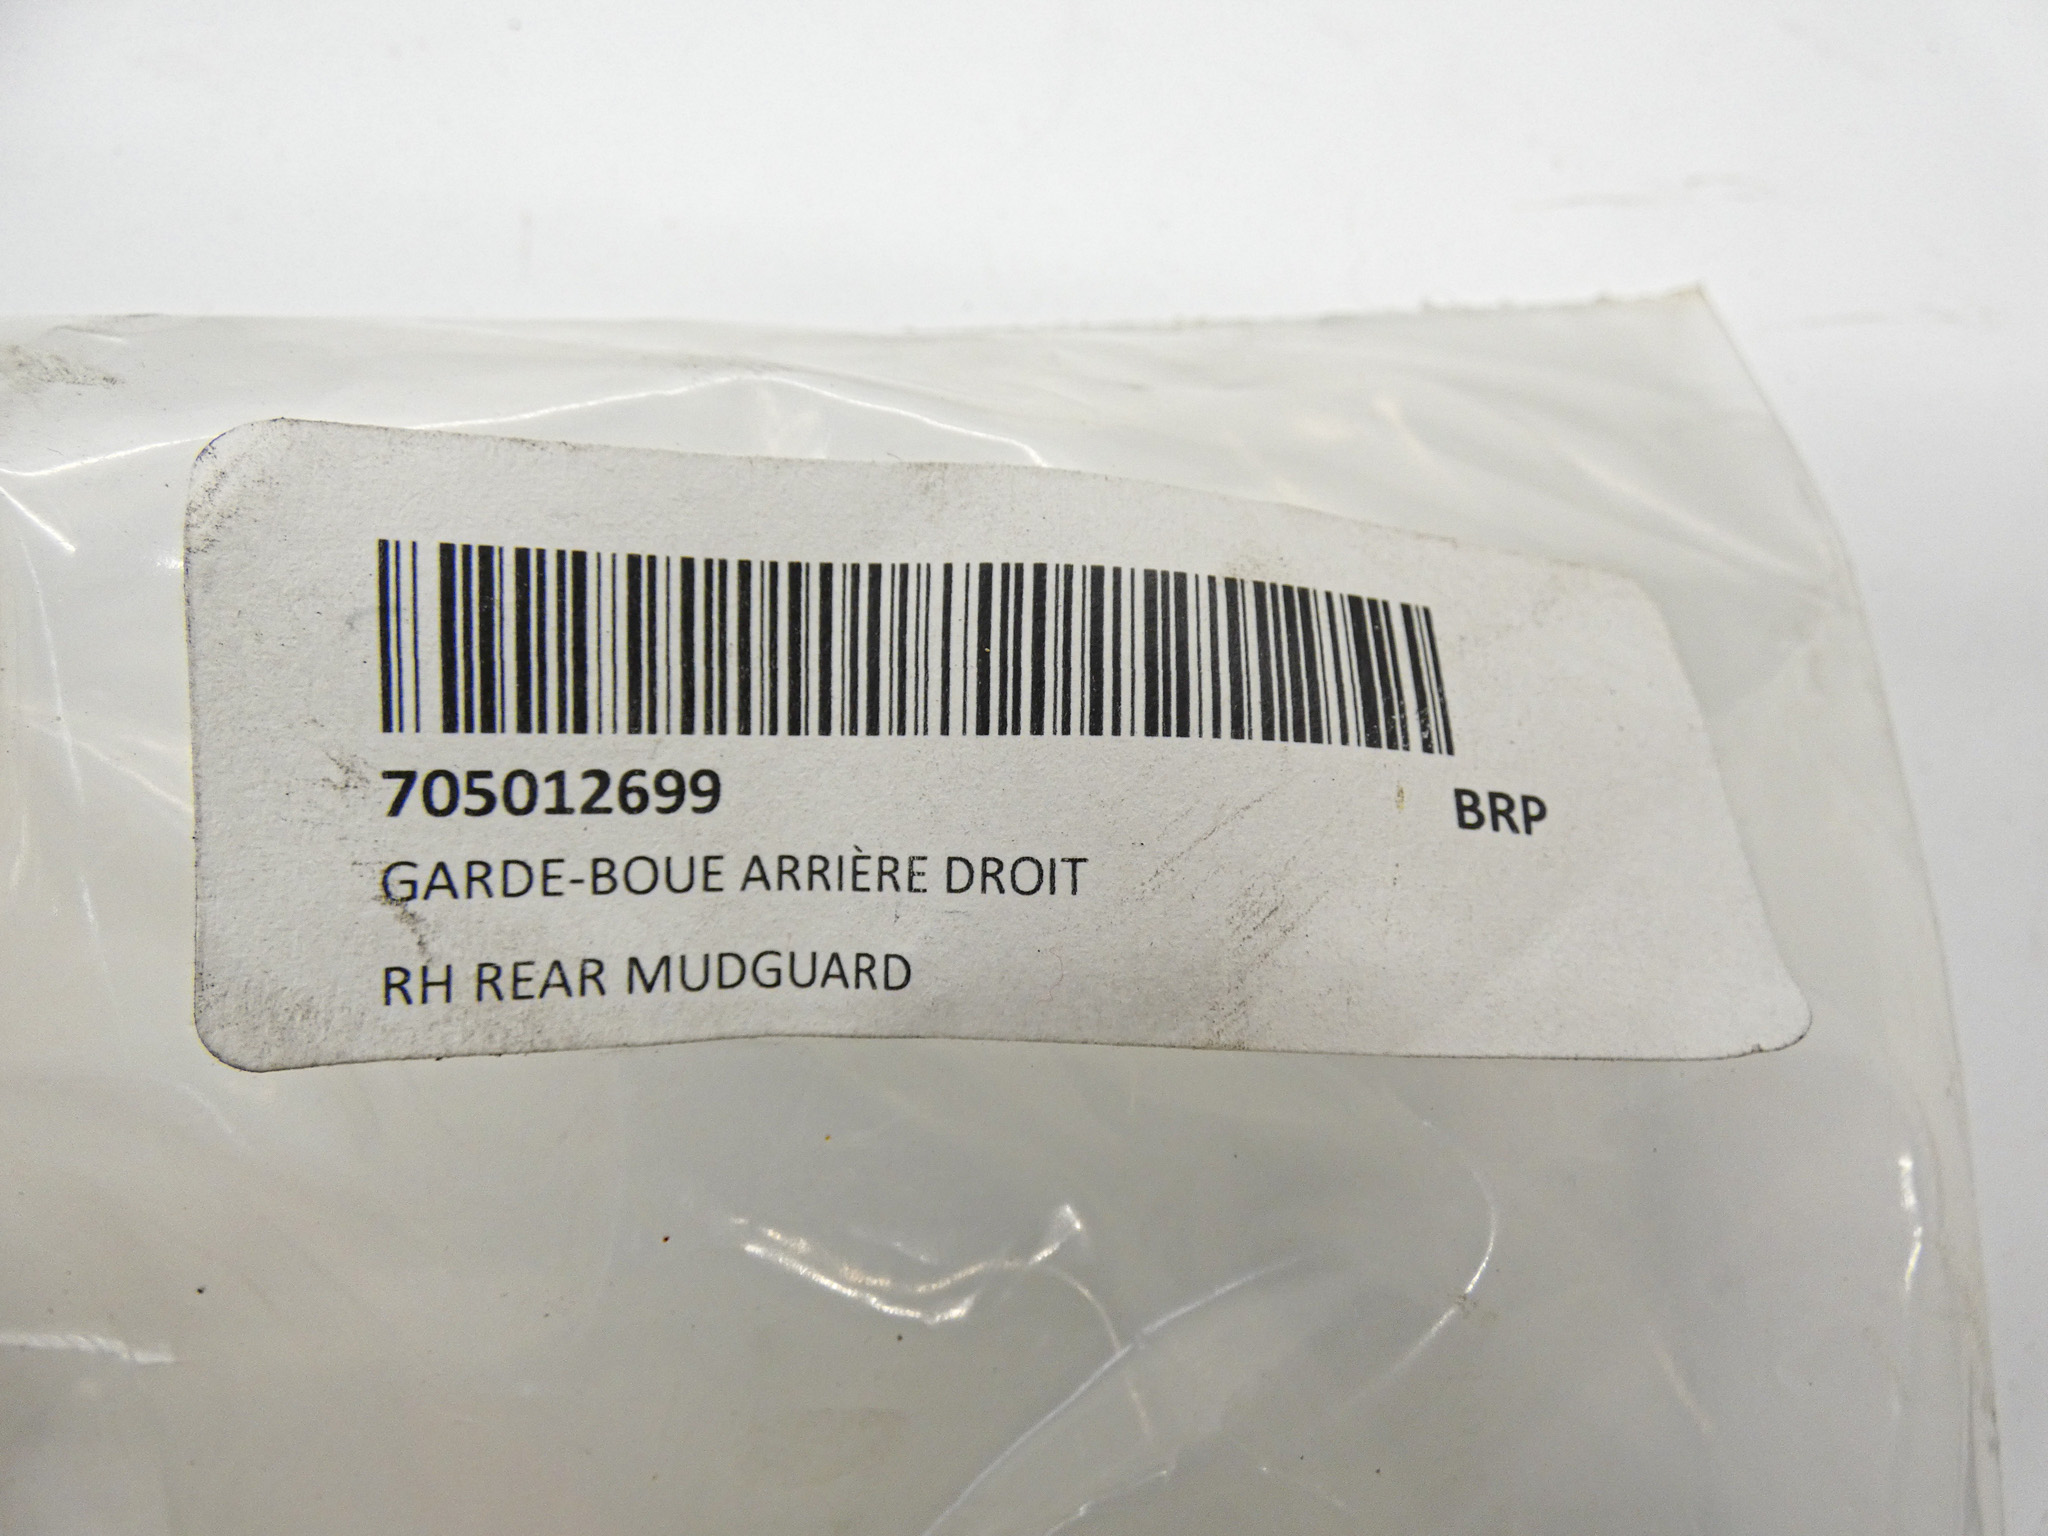 705012699
BRP
GARDE-BOUE ARRIÈRE DROIT
RH REAR MUDGUARD